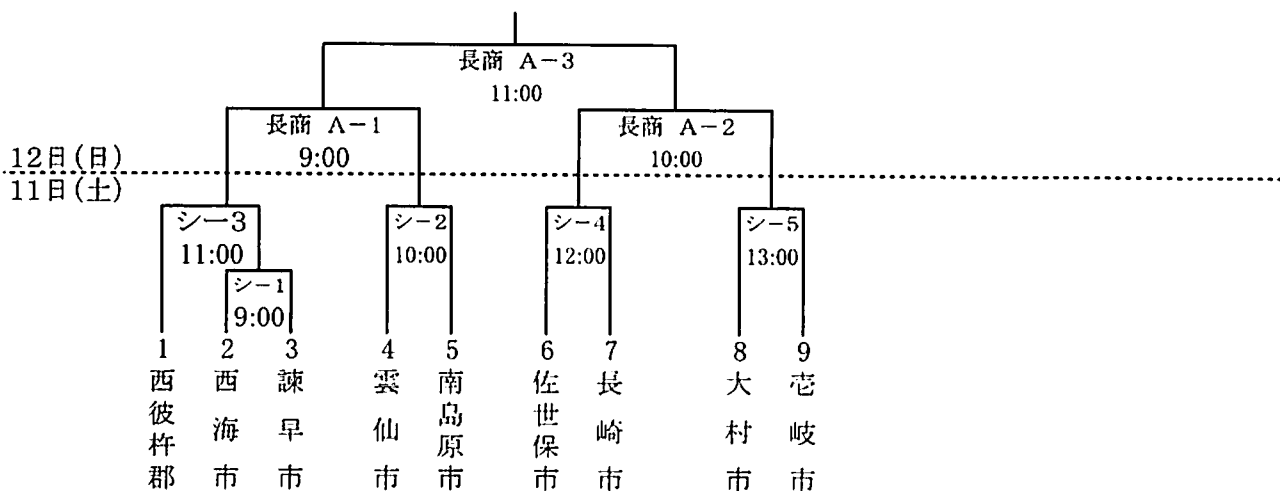 長商 A-3
11:00
長商 A-1
9:00
長商 A-2
10:00
12日(日)
11日(土)
シー3
11:00
シ-2
10:00
シ-4
12:00
シ-5
13:00
シ-1
9:00
1 西彼杵郡
2 西海市
3 諫早市
4 雲仙市
5 南島原市
6 佐世保市
7 長崎市
8 大村市
9 壱岐市